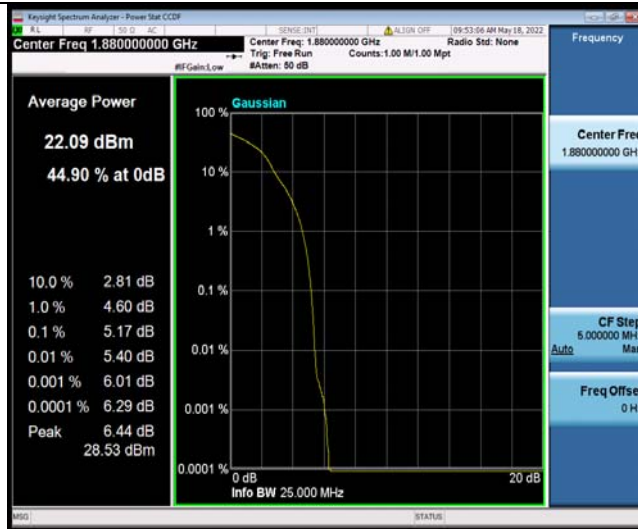 Keysight Spectrum Analyzer - Power Stat CCDF
RL RF 50 Ω AC SENSE:INT ALIGN OFF 09:53:06 AM May 18, 2022
Center Freq 1.880000000 GHz
Center Freq: 1.880000000 GHz Radio Std: None
Trig: Free Run Counts:1.00 M/1.00 Mpt
#IFGain:Low #Atten: 50 dB
Frequency
Average Power
22.09 dBm
44.90 % at 0dB
10.0 % 2.81 dB
1.0 % 4.60 dB
0.1 % 5.17 dB
0.01 % 5.40 dB
0.001 % 6.01 dB
0.0001 % 6.29 dB
Peak 6.44 dB
28.53 dBm
Gaussian
100 %
10 %
1 %
0.1 %
0.01 %
0.001 %
0.0001 %
0 dB 20 dB
Info BW 25.000 MHz
Center Fre
1.880000000 GH
CF Step
5.000000 MH
Auto Ma
Freq Offse
0 H
MSG STATUS